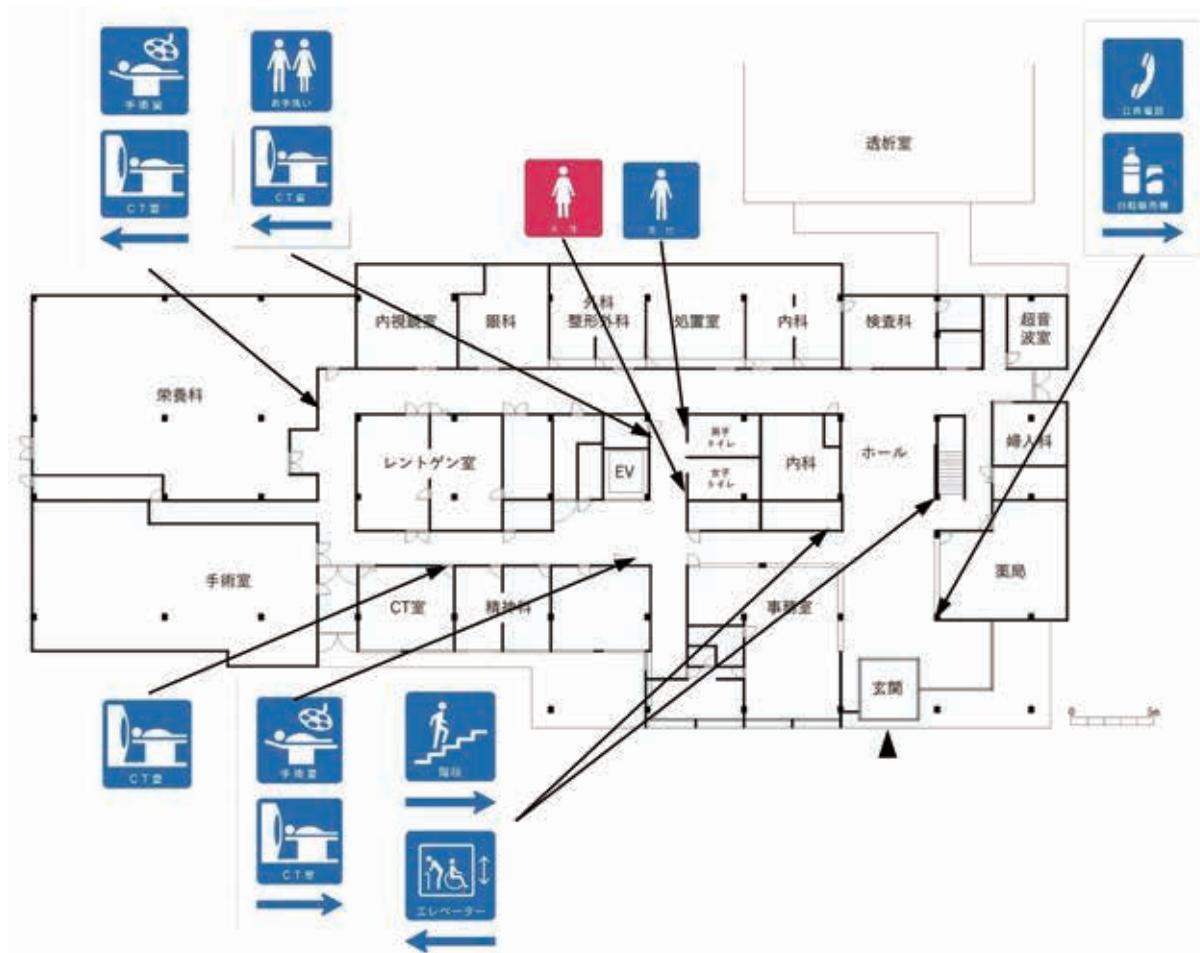 手術室
お手洗い
公衆電話
CT室
CT室
自動販売機
透析室
内視鏡室
眼科
外科
整形外科
処置室
内科
検査科
超音
波室
栄養科
レントゲン室
EV
男子
トイレ
女子
トイレ
内科
ホール
婦人科
手術室
CT室
精神科
事務室
薬局
玄関
0
5m
CT室
手術室
CT室
階段
エレベーター